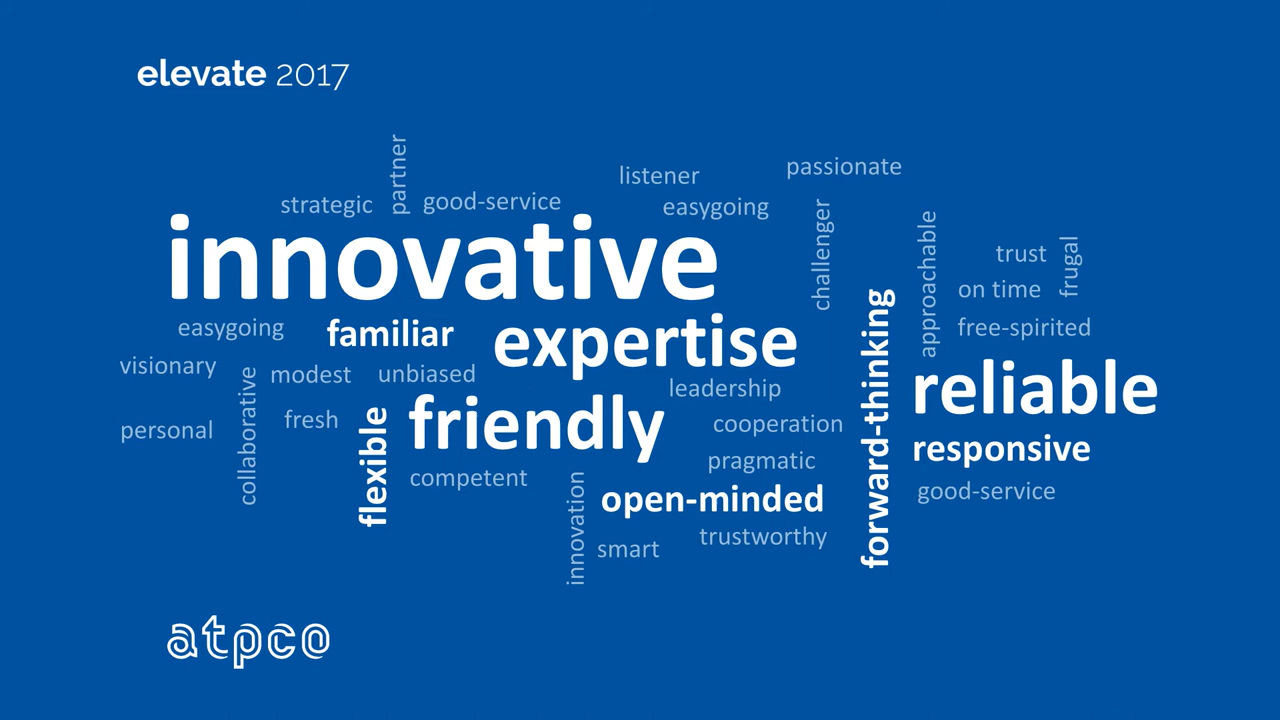 elevate 2017
partner
listener
passionate
strategic
good-service
easygoing
innovative
challenger
approachable
trust
frugal
on time
easygoing
familiar
expertise
forward-thinking
free-spirited
visionary
collaborative
modest
unbiased
leadership
reliable
personal
fresh
flexible
friendly
cooperation
responsive
competent
pragmatic
innovation
open-minded
good-service
smart
trustworthy
atpco